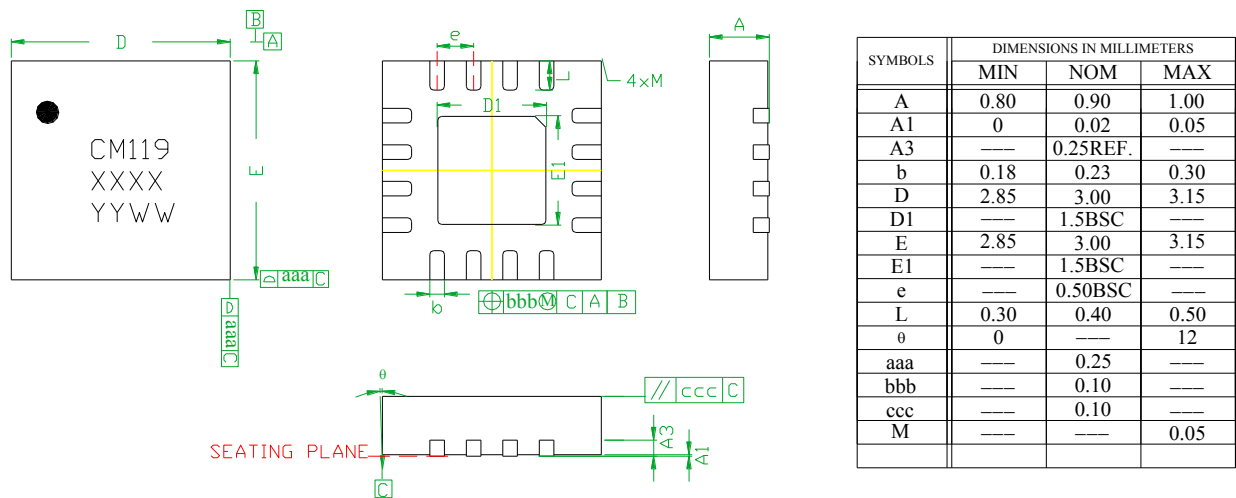 B
A
D
CM119
XXXX
YYWW
E
aaa C
D aaa C
e
L
4xM
D1
E1
b
bbb M C A B
A
θ
// ccc C
SEATING PLANE
A3
A1
C
SYMBOLS DIMENSIONS IN MILLIMETERS
MIN NOM MAX
A 0.80 0.90 1.00
A1 0 0.02 0.05
A3 --- 0.25REF. ---
b 0.18 0.23 0.30
D 2.85 3.00 3.15
D1 --- 1.5BSC ---
E 2.85 3.00 3.15
E1 --- 1.5BSC ---
e --- 0.50BSC ---
L 0.30 0.40 0.50
θ 0 --- 12
aaa --- 0.25 ---
bbb --- 0.10 ---
ccc --- 0.10 ---
M --- --- 0.05